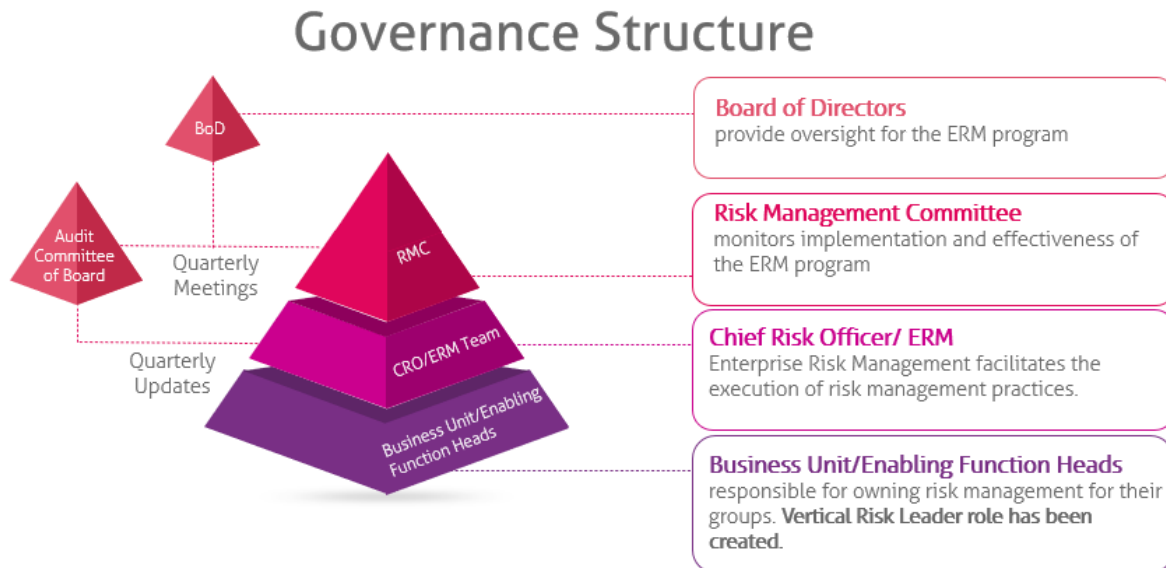 Governance Structure
BoD
Board of Directors
provide oversight for the ERM program
Audit
Committee
of Board
Quarterly
Meetings
RMC
Risk Management Committee
monitors implementation and effectiveness of
the ERM program
Quarterly
Updates
CRO/ERM Team
Chief Risk Officer/ ERM
Enterprise Risk Management facilitates the
execution of risk management practices.
Business Unit/Enabling
Function Heads
Business Unit/Enabling Function Heads
responsible for owning risk management for their
groups. Vertical Risk Leader role has been
created.